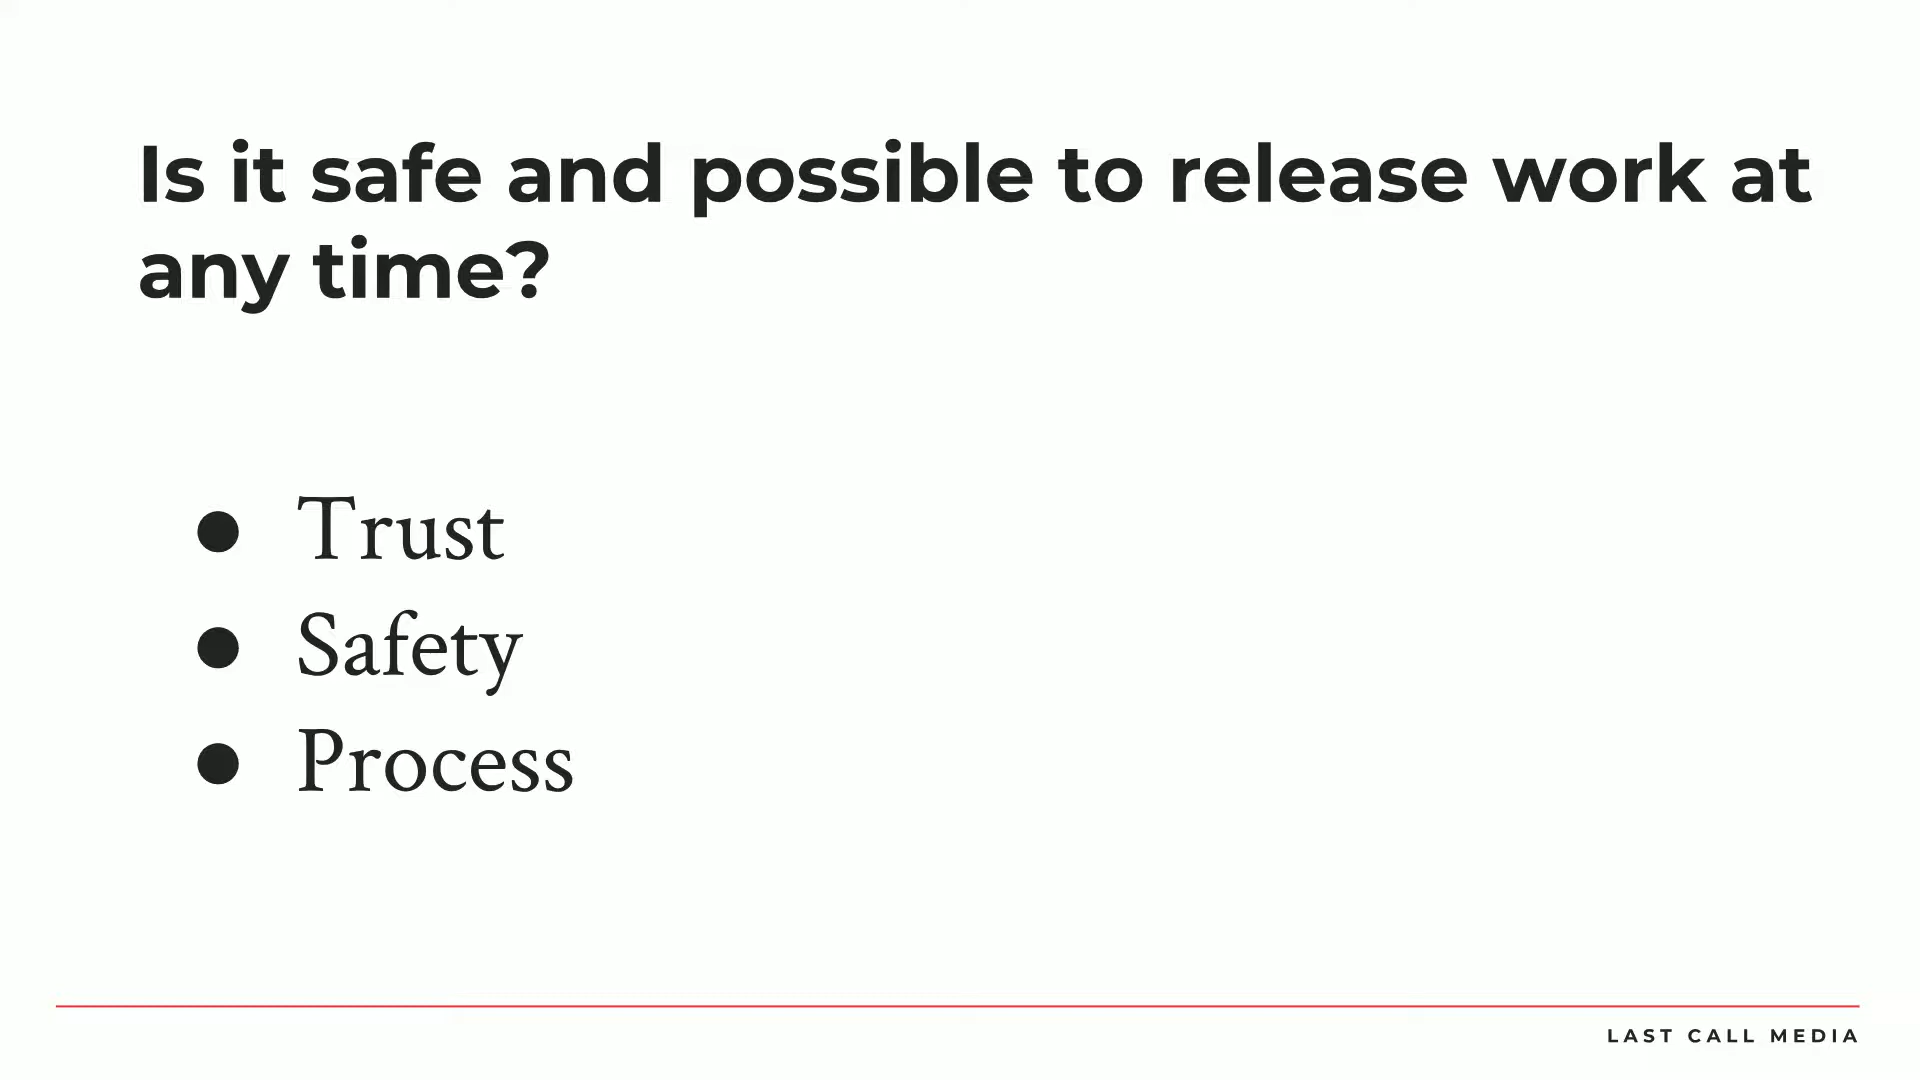 Is it safe and possible to release work at
any time?
● Trust
● Safety
● Process
LAST CALL MEDIA